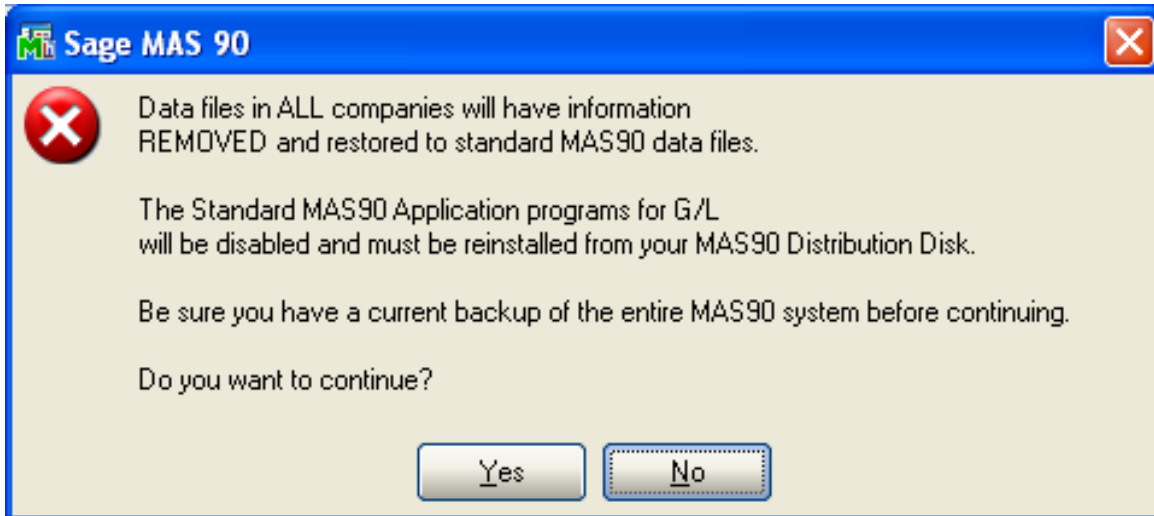 Sage MAS 90
Data files in ALL companies will have information
REMOVED and restored to standard MAS90 data files.
The Standard MAS90 Application programs for G/L
will be disabled and must be reinstalled from your MAS90 Distribution Disk.
Be sure you have a current backup of the entire MAS90 system before continuing.
Do you want to continue?
Yes
No